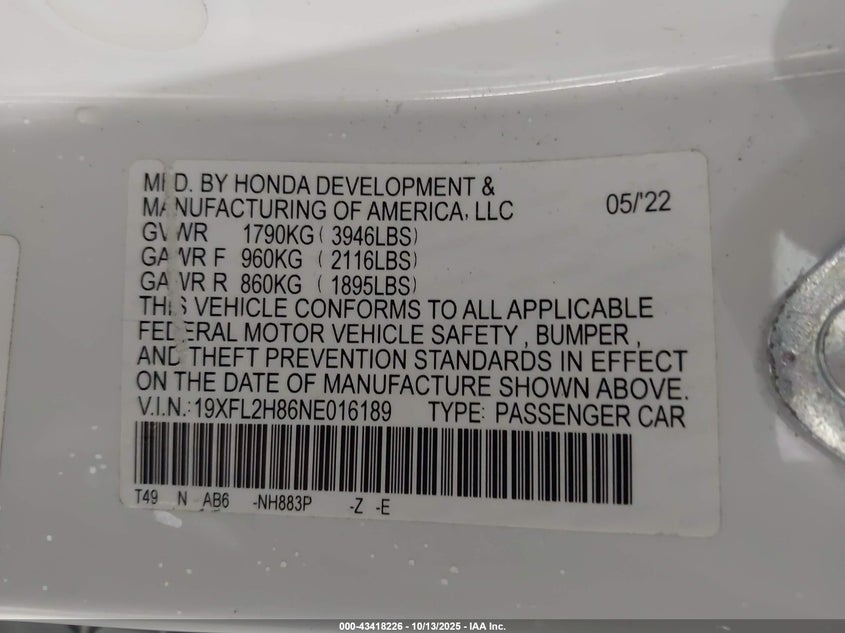 MFD. BY HONDA DEVELOPMENT &
MANUFACTURING OF AMERICA, LLC 05/'22
GVWR 1790KG ( 3946LBS)
GAWR F 960KG ( 2116LBS)
GAWR R 860KG ( 1895LBS)
THIS VEHICLE CONFORMS TO ALL APPLICABLE
FEDERAL MOTOR VEHICLE SAFETY , BUMPER ,
AND THEFT PREVENTION STANDARDS IN EFFECT
ON THE DATE OF MANUFACTURE SHOWN ABOVE.
V.I.N.: 19XFL2H86NE016189 TYPE: PASSENGER CAR
T49 N AB6 -NH883P -Z -E
000-43418226 - 10/13/2025 - IAA Inc.